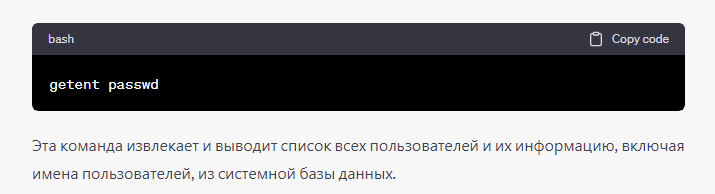 bash Copy code
getent passwd
Эта команда извлекает и выводит список всех пользователей и их информацию, включая
имена пользователей, из системной базы данных.